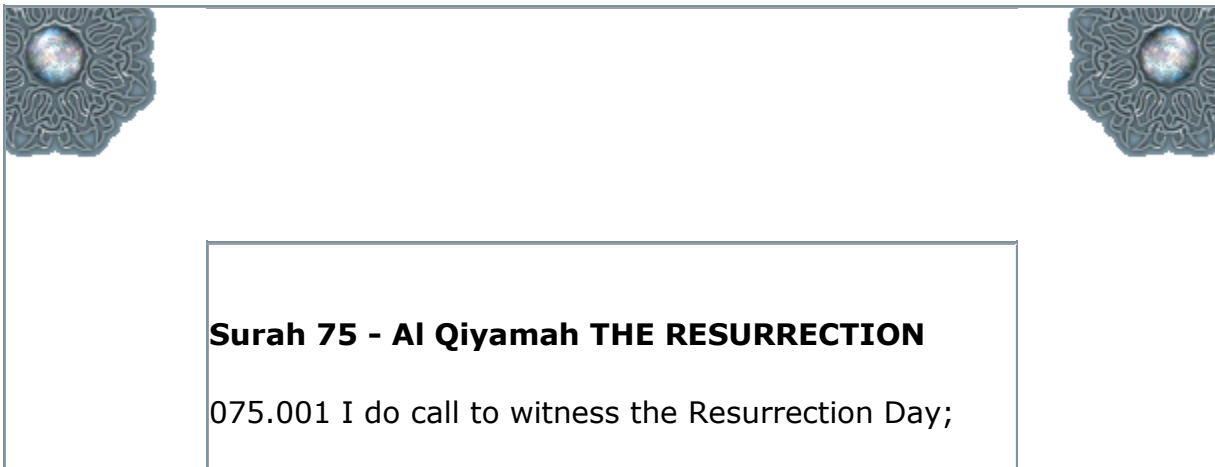 Surah 75 - Al Qiyamah THE RESURRECTION
075.001 I do call to witness the Resurrection Day;